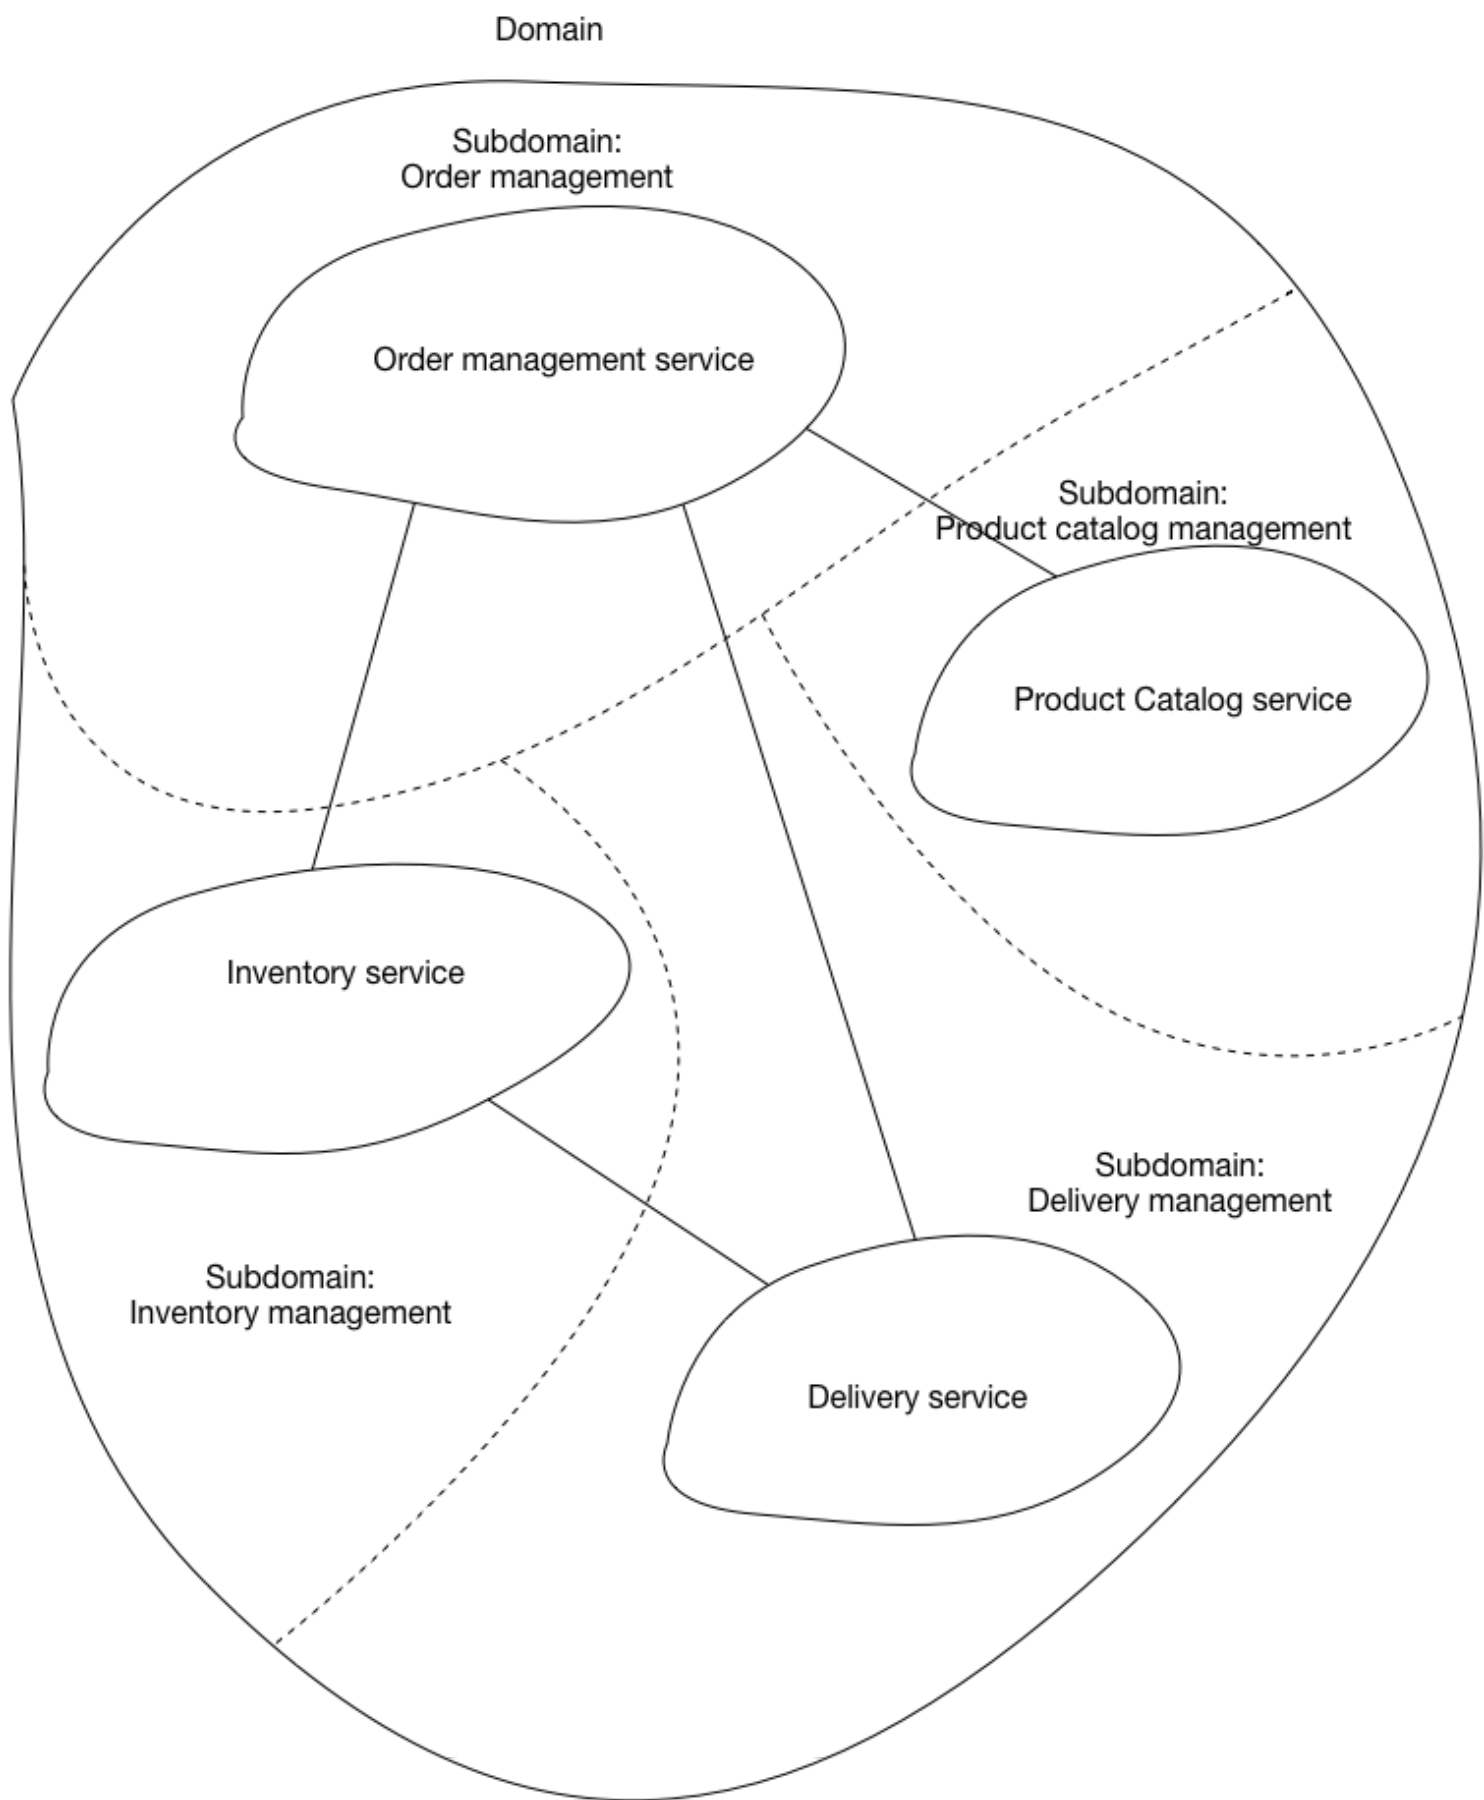 Domain
Subdomain:
Order management
Order management service
Subdomain:
Product catalog management
Product Catalog service
Inventory service
Subdomain:
Delivery management
Subdomain:
Inventory management
Delivery service